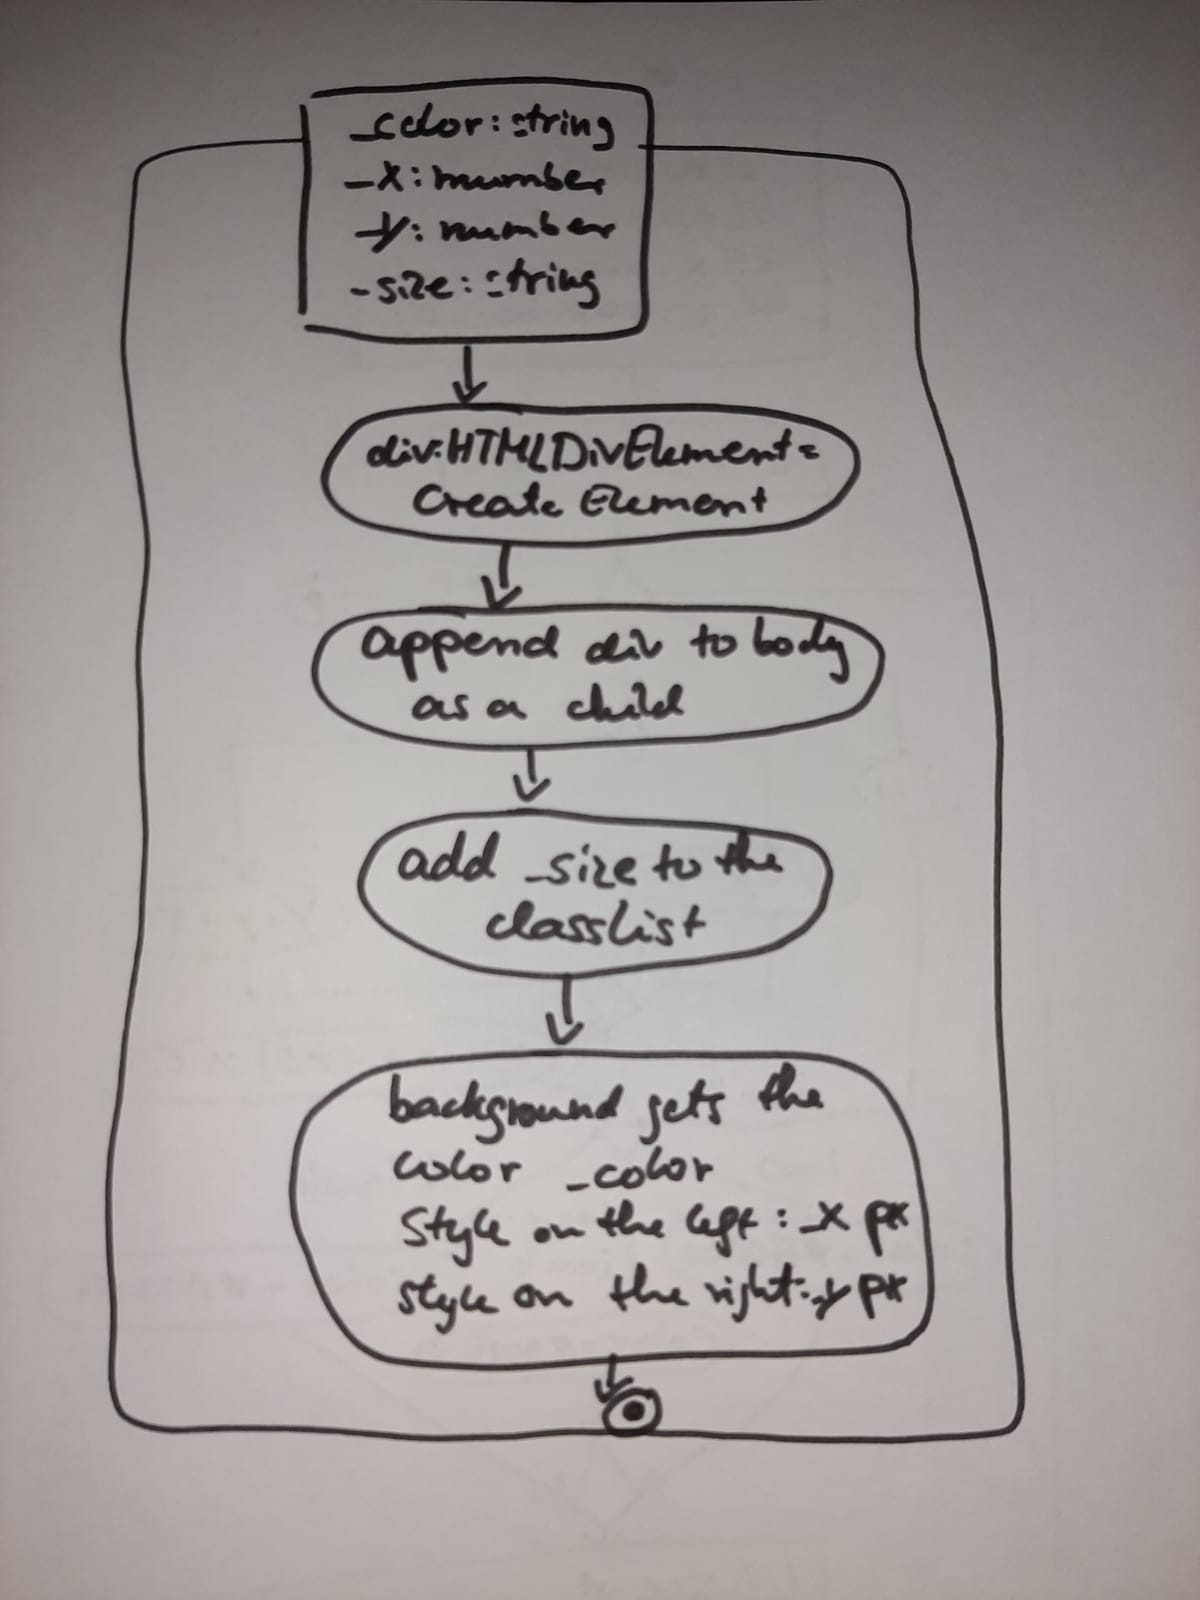 _color: string
_x: number
_y: number
_size: string
div: HTMLDivElement =
Create Element
append div to body
as a child
add _size to the
classlist
background gets the
color _color
Style on the left: _x px
style on the right: _y px